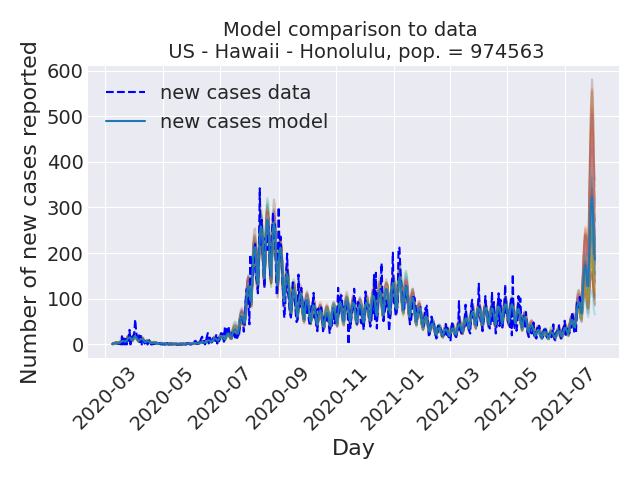 Model comparison to data
US - Hawaii - Honolulu, pop. = 974563
Number of new cases reported
600
500
400
300
200
100
0
new cases data
new cases model
2020-03
2020-05
2020-07
2020-09
2020-11
2021-01
2021-03
2021-05
2021-07
Day